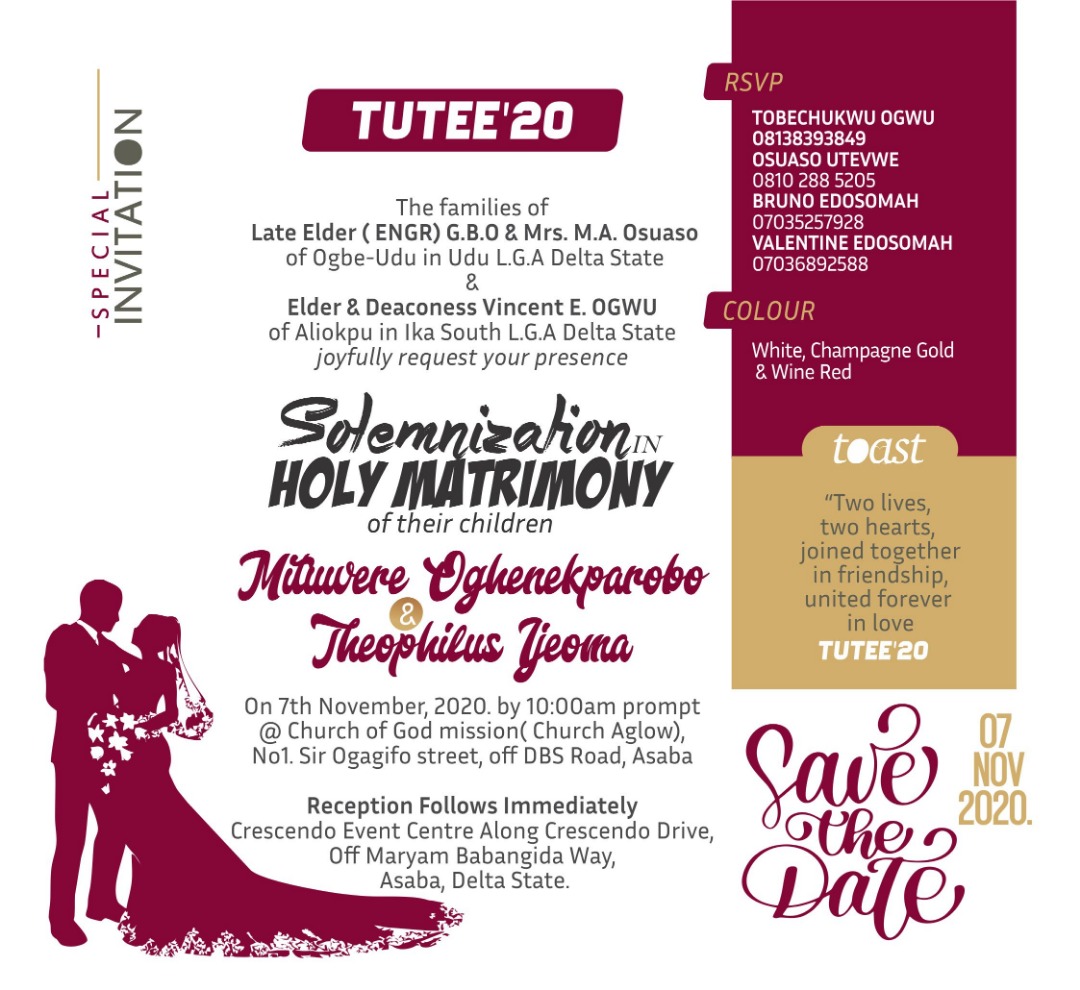 SPECIAL
INVITATION
TUTEE'20
The families of
Late Elder ( ENGR) G.B.O & Mrs. M.A. Osuaso
of Ogbe-Udu in Udu L.G.A Delta State
&
Elder & Deaconess Vincent E. OGWU
of Aliokpu in Ika South L.G.A Delta State
joyfully request your presence
Solemnization IN
HOLY MATRIMONY
of their children
Mituvere Oghenekparobo
&
Theophilus Ijeoma
On 7th November, 2020. by 10:00am prompt
@ Church of God mission( Church Aglow),
No1. Sir Ogagifo street, off DBS Road, Asaba
Reception Follows Immediately
Crescendo Event Centre Along Crescendo Drive,
Off Maryam Babangida Way,
Asaba, Delta State.
RSVP
TOBECHUKWU OGWU
08138393849
OSUASO UTEVWE
0810 288 5205
BRUNO EDOSOMAH
07035257928
VALENTINE EDOSOMAH
07036892588
COLOUR
White, Champagne Gold
& Wine Red
toast
“Two lives,
two hearts,
joined together
in friendship,
united forever
in love
TUTEE'20
Save
the
Date
07
NOV
2020.